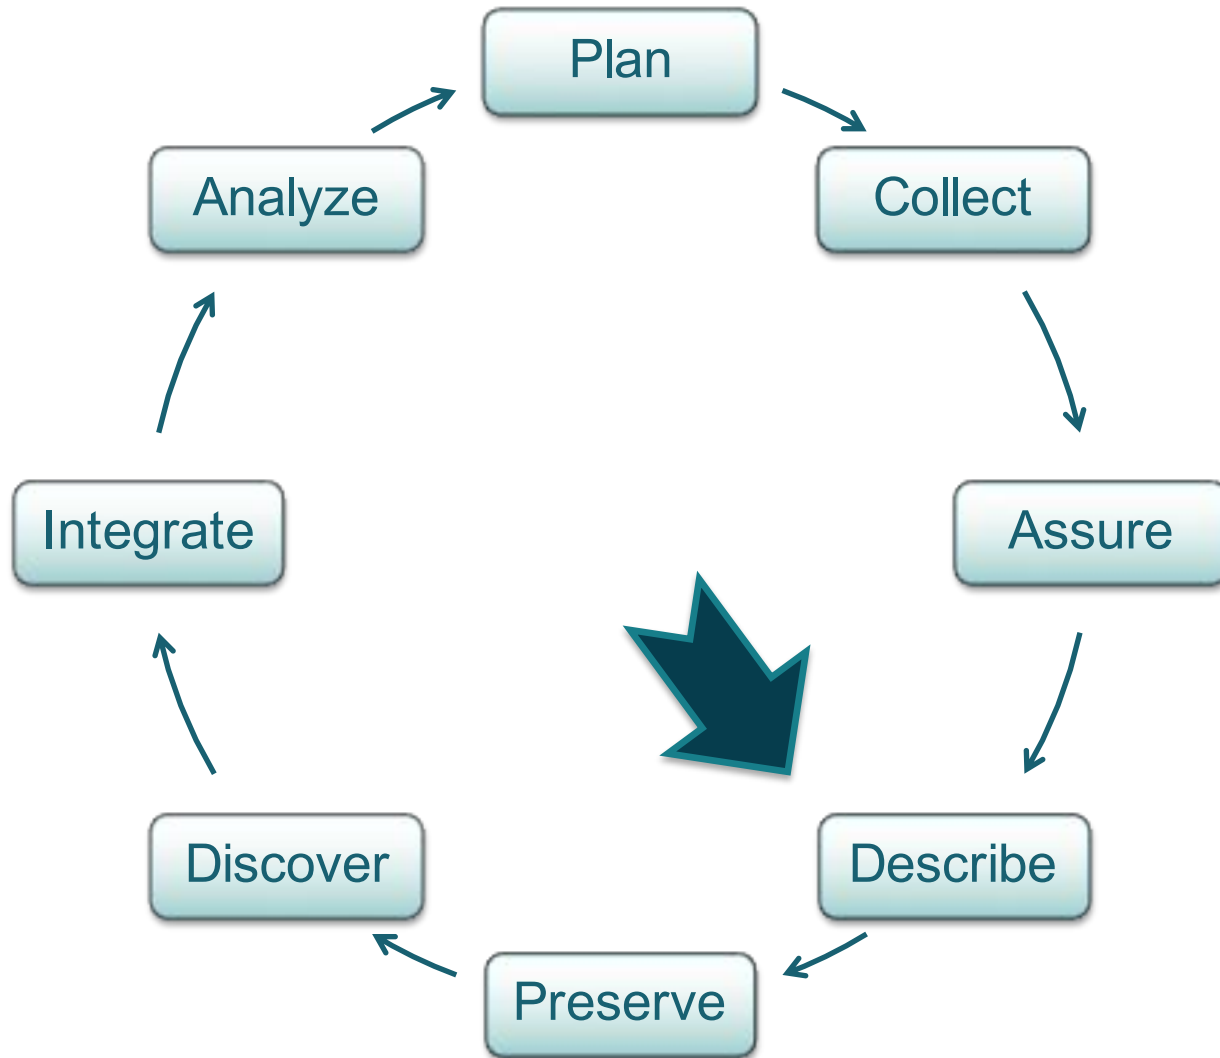 Plan
Collect
Assure
Describe
Preserve
Discover
Integrate
Analyze